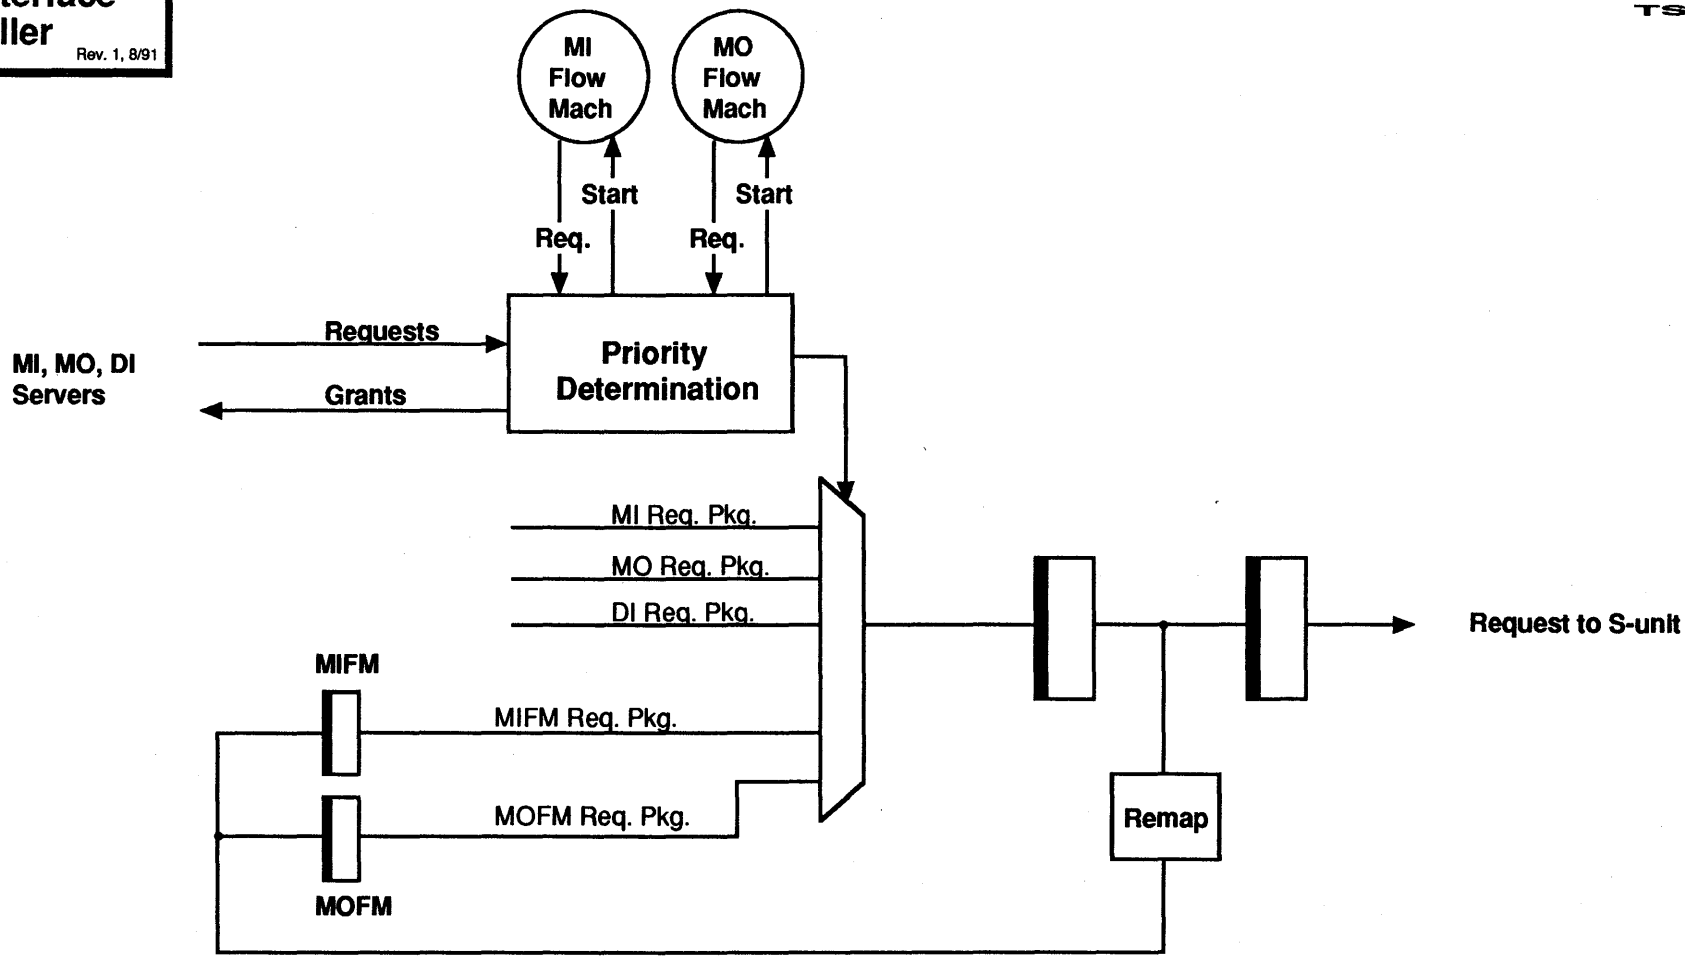 ller
Rev. 1, 8/91
TS
MI
Flow
Mach
MO
Flow
Mach
Start
Start
Req.
Req.
Requests
MI, MO, DI
Servers
Grants
Priority
Determination
MI Req. Pkg.
MO Req. Pkg.
DI Req. Pkg.
Request to S-unit
MIFM
MIFM Req. Pkg.
MOFM Req. Pkg.
Remap
MOFM